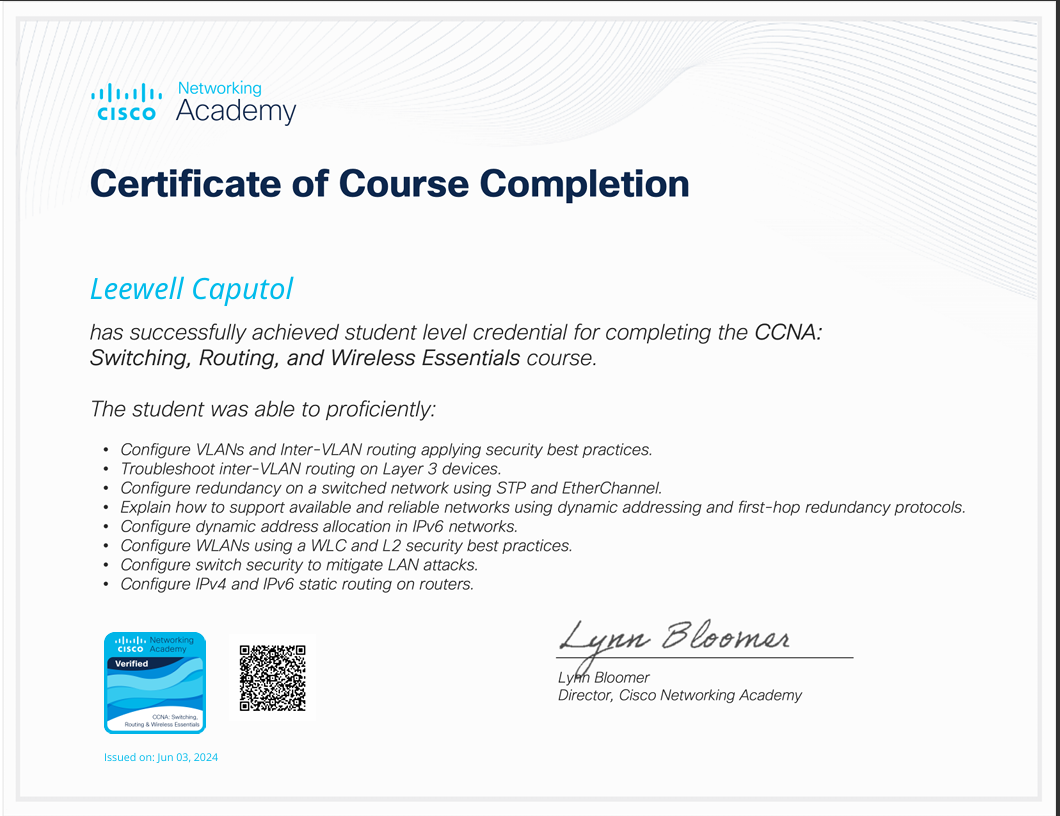 Networking
CISCO Academy
Certificate of Course Completion
Leewell Caputol
has successfully achieved student level credential for completing the CCNA:
Switching, Routing, and Wireless Essentials course.
The student was able to proficiently:
• Configure VLANs and Inter-VLAN routing applying security best practices.
• Troubleshoot inter-VLAN routing on Layer 3 devices.
• Configure redundancy on a switched network using STP and EtherChannel.
• Explain how to support available and reliable networks using dynamic addressing and first-hop redundancy protocols.
• Configure dynamic address allocation in IPv6 networks.
• Configure WLANs using a WLC and L2 security best practices.
• Configure switch security to mitigate LAN attacks.
• Configure IPv4 and IPv6 static routing on routers.
Networking
CISCO Academy
Verified
CCNA: Switching,
Routing & Wireless Essentials
Lynn Bloomer
Lynn Bloomer
Director, Cisco Networking Academy
Issued on: Jun 03, 2024